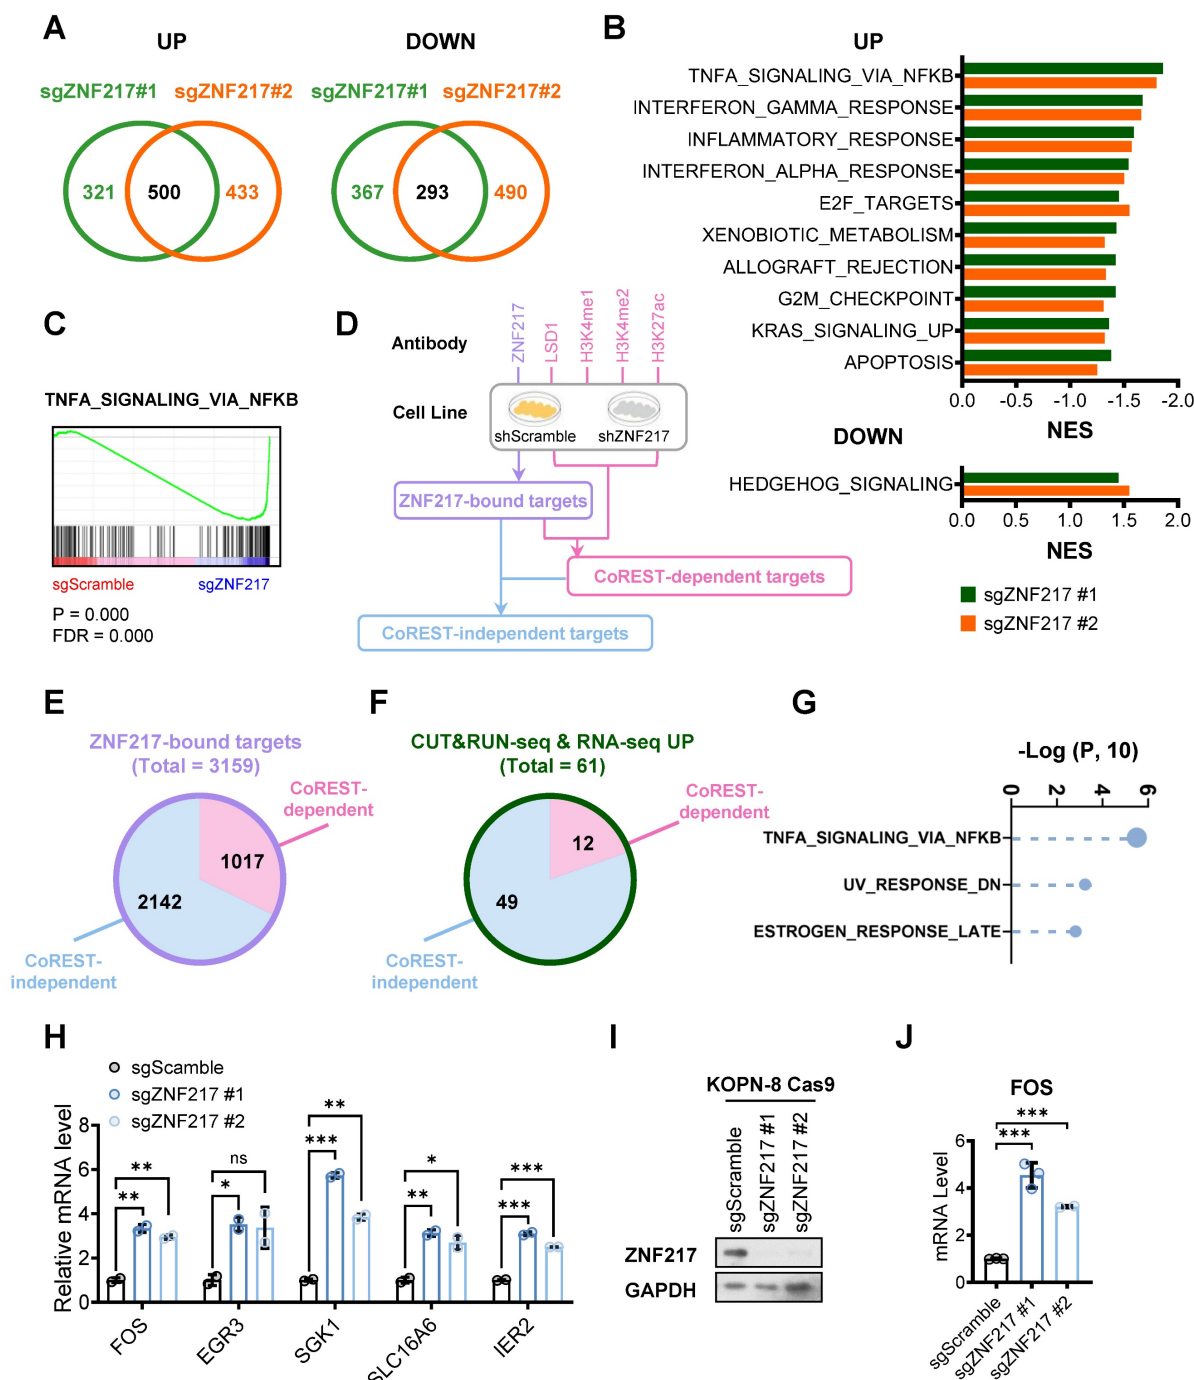 A
UP
DOWN
sgZNF217#1 sgZNF217#2 sgZNF217#1 sgZNF217#2
321 500 433
367 293 490
B
UP
TNFA_SIGNALING_VIA_NFKB
INTERFERON_GAMMA_RESPONSE
INFLAMMATORY_RESPONSE
INTERFERON_ALPHA_RESPONSE
E2F_TARGETS
XENOBIOTIC_METABOLISM
ALLOGRAFT_REJECTION
G2M_CHECKPOINT
KRAS_SIGNALING_UP
APOPTOSIS
0.0 -0.5 -1.0 -1.5 -2.0
NES
DOWN
HEDGEHOG_SIGNALING
0.0 0.5 1.0 1.5 2.0
NES
sgZNF217 #1
sgZNF217 #2
C
TNFA_SIGNALING_VIA_NFKB
sgScramble sgZNF217
P = 0.000
FDR = 0.000
D
Antibody
ZNF217
LSD1
H3K4me1
H3K4me2
H3K27ac
Cell Line
shScramble shZNF217
ZNF217-bound targets
CoREST-dependent targets
CoREST-independent targets
E
ZNF217-bound targets
(Total = 3159)
CoREST-
dependent
1017
2142
CoREST-
independent
F
CUT&RUN-seq & RNA-seq UP
(Total = 61)
CoREST-
dependent
12
49
CoREST-
independent
G
-Log (P, 10)
0 2 4 6
TNFA_SIGNALING_VIA_NFKB
UV_RESPONSE_DN
ESTROGEN_RESPONSE_LATE
H
sgScamble
sgZNF217 #1
sgZNF217 #2
Relative mRNA level
8
6
4
2
0
** **
* ns
*** **
** *
*** ***
FOS
EGR3
SGK1
SLC16A6
IER2
I
KOPN-8 Cas9
sgScramble
sgZNF217 #1
sgZNF217 #2
ZNF217
GAPDH
J
FOS
***
***
mRNA Level
6
4
2
0
sgScramble
sgZNF217 #1
sgZNF217 #2